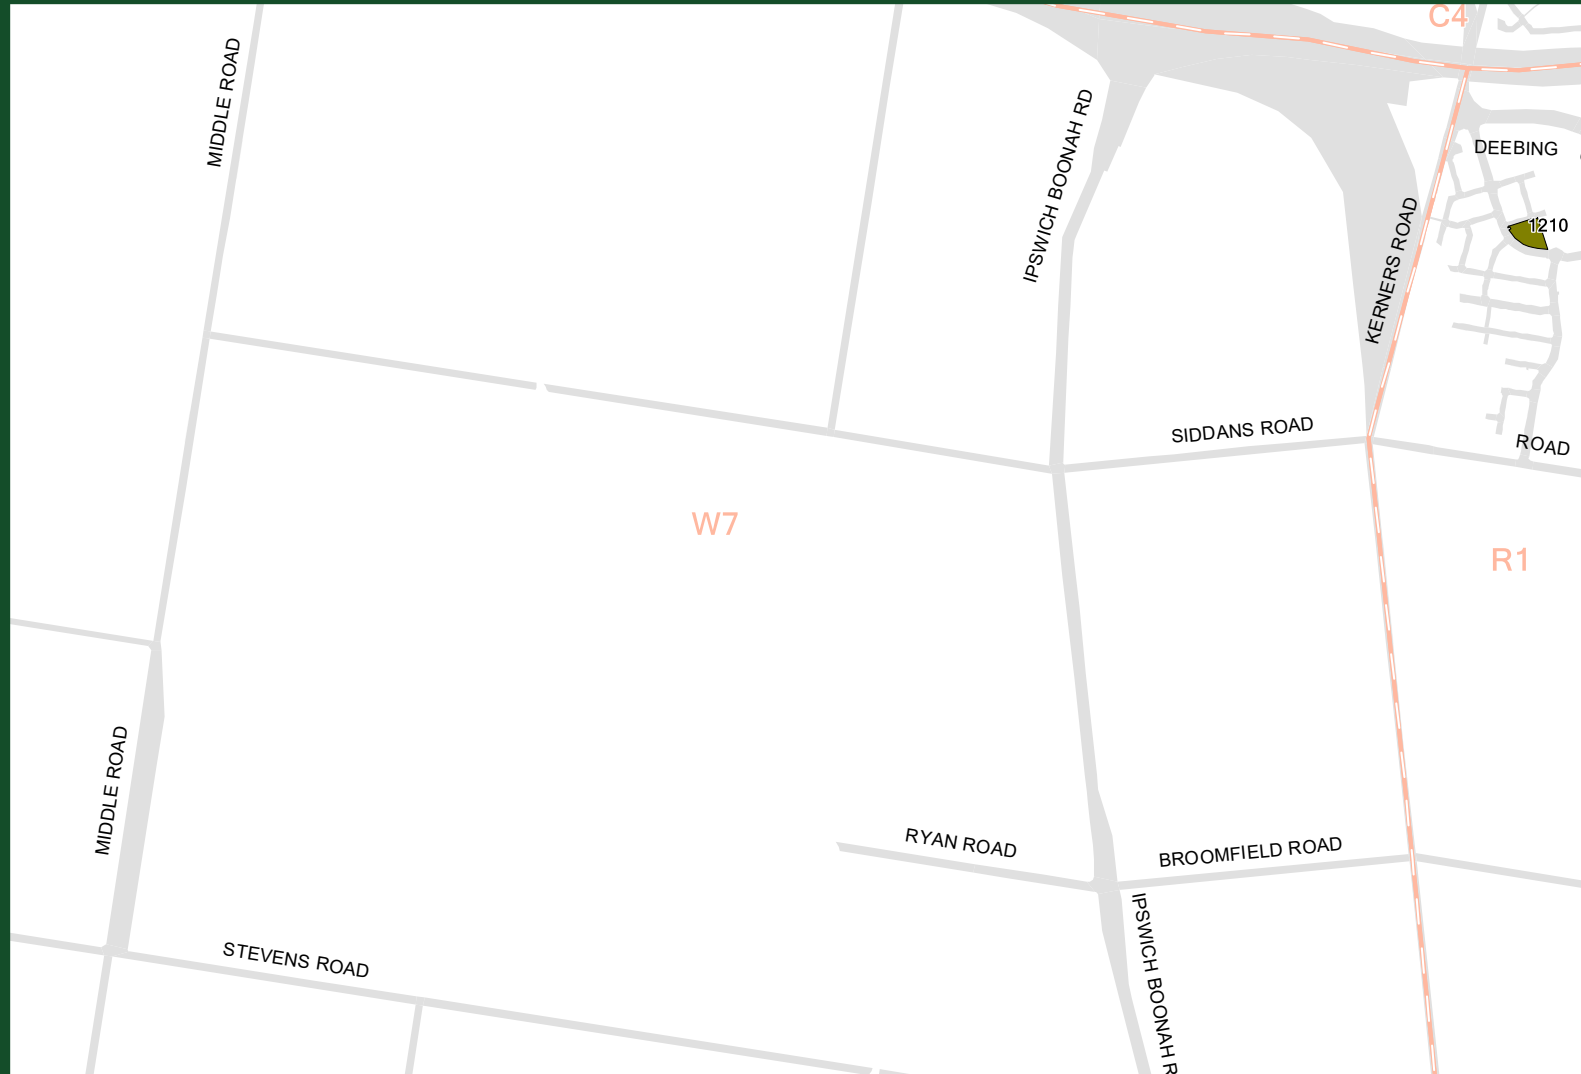 C4
MIDDLE ROAD
IPSWICH BOONAH RD
DEEBING
1210
KERNERS ROAD
SIDDANS ROAD
ROAD
W7
R1
MIDDLE ROAD
RYAN ROAD
BROOMFIELD ROAD
IPSWICH BOONAH R
STEVENS ROAD